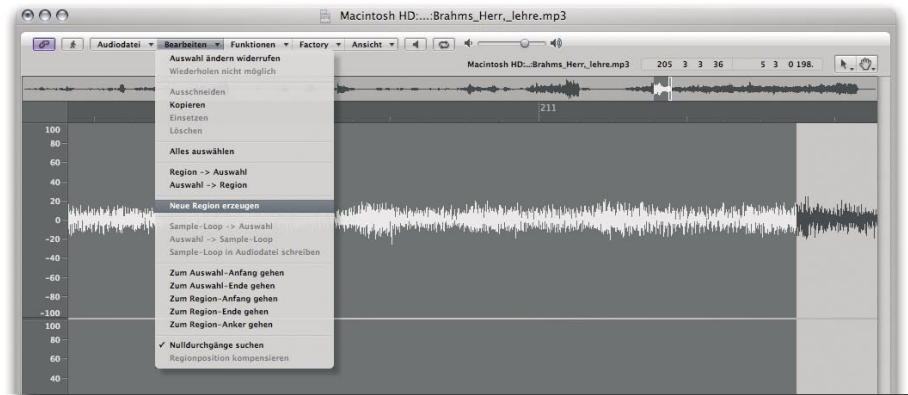 Macintosh HD:...:Brahms_Herr,_lehre.mp3
Audiodatei Bearbeiten Funktionen Factory Ansicht
Macintosh HD:...:Brahms_Herr,_lehre.mp3 205 3 3 36 5 3 0 198.
Auswahl ändern widerrufen
Wiederholen nicht möglich
Ausschneiden
Kopieren
Einsetzen
Löschen
Alles auswählen
Region -> Auswahl
Auswahl -> Region
Neue Region erzeugen
Sample-Loop -> Auswahl
Auswahl -> Sample-Loop
Sample-Loop in Audiodatei schreiben
Zum Auswahl-Anfang gehen
Zum Auswahl-Ende gehen
Zum Region-Anfang gehen
Zum Region-Ende gehen
Zum Region-Anker gehen
✓ Nulldurchgänge suchen
Regionposition kompensieren
211
100
80
60
40
20
0
-20
-40
-60
-80
-100
100
80
60
40